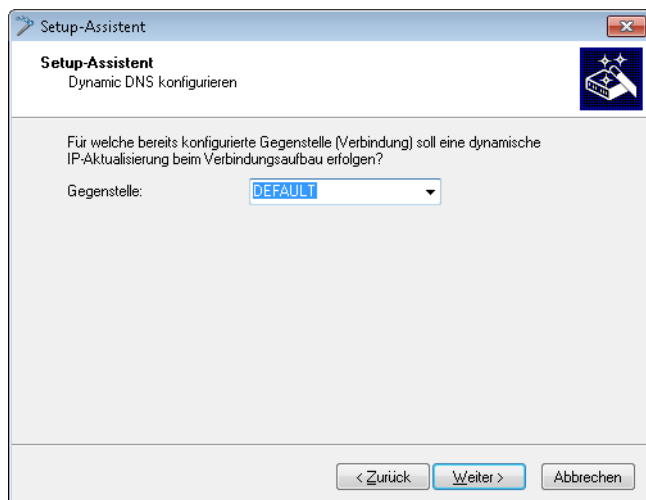 Setup-Assistent
Setup-Assistent
Dynamic DNS konfigurieren
Für welche bereits konfigurierte Gegenstelle (Verbindung) soll eine dynamische
IP-Aktualisierung beim Verbindungsaufbau erfolgen?
Gegenstelle: DEFAULT
< Zurück Weiter > Abbrechen